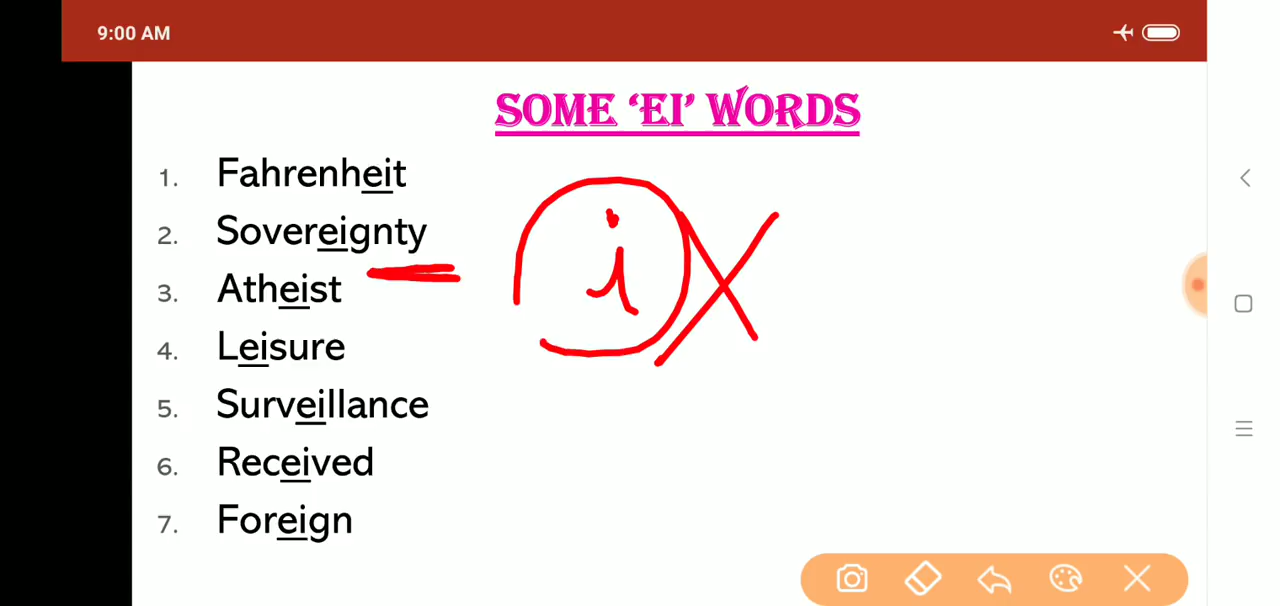 9:00 AM
SOME ‘EI’ WORDS
1. Fahrenheit
2. Sovereignty
3. Atheist
4. Leisure
5. Surveillance
6. Received
7. Foreign
i X